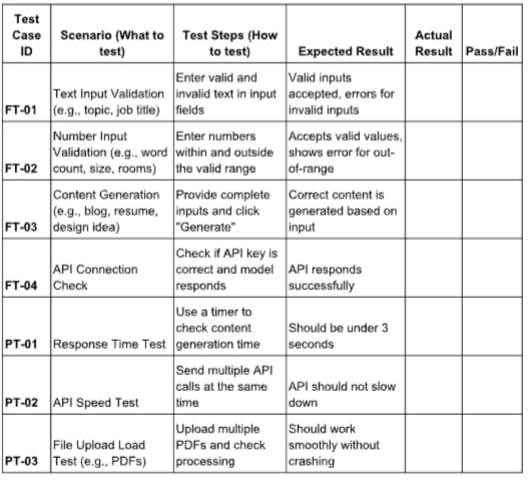 Test Case ID | Scenario (What to test) | Test Steps (How to test) | Expected Result | Actual Result | Pass/Fail
FT-01 | Text Input Validation (e.g., topic, job title) | Enter valid and invalid text in input fields | Valid inputs accepted, errors for invalid inputs
FT-02 | Number Input Validation (e.g., word count, size, rooms) | Enter numbers within and outside the valid range | Accepts valid values, shows error for out-of-range
FT-03 | Content Generation (e.g., blog, resume, design idea) | Provide complete inputs and click "Generate" | Correct content is generated based on input
FT-04 | API Connection Check | Check if API key is correct and model responds | API responds successfully
PT-01 | Response Time Test | Use a timer to check content generation time | Should be under 3 seconds
PT-02 | API Speed Test | Send multiple API calls at the same time | API should not slow down
PT-03 | File Upload Load Test (e.g., PDFs) | Upload multiple PDFs and check processing | Should work smoothly without crashing